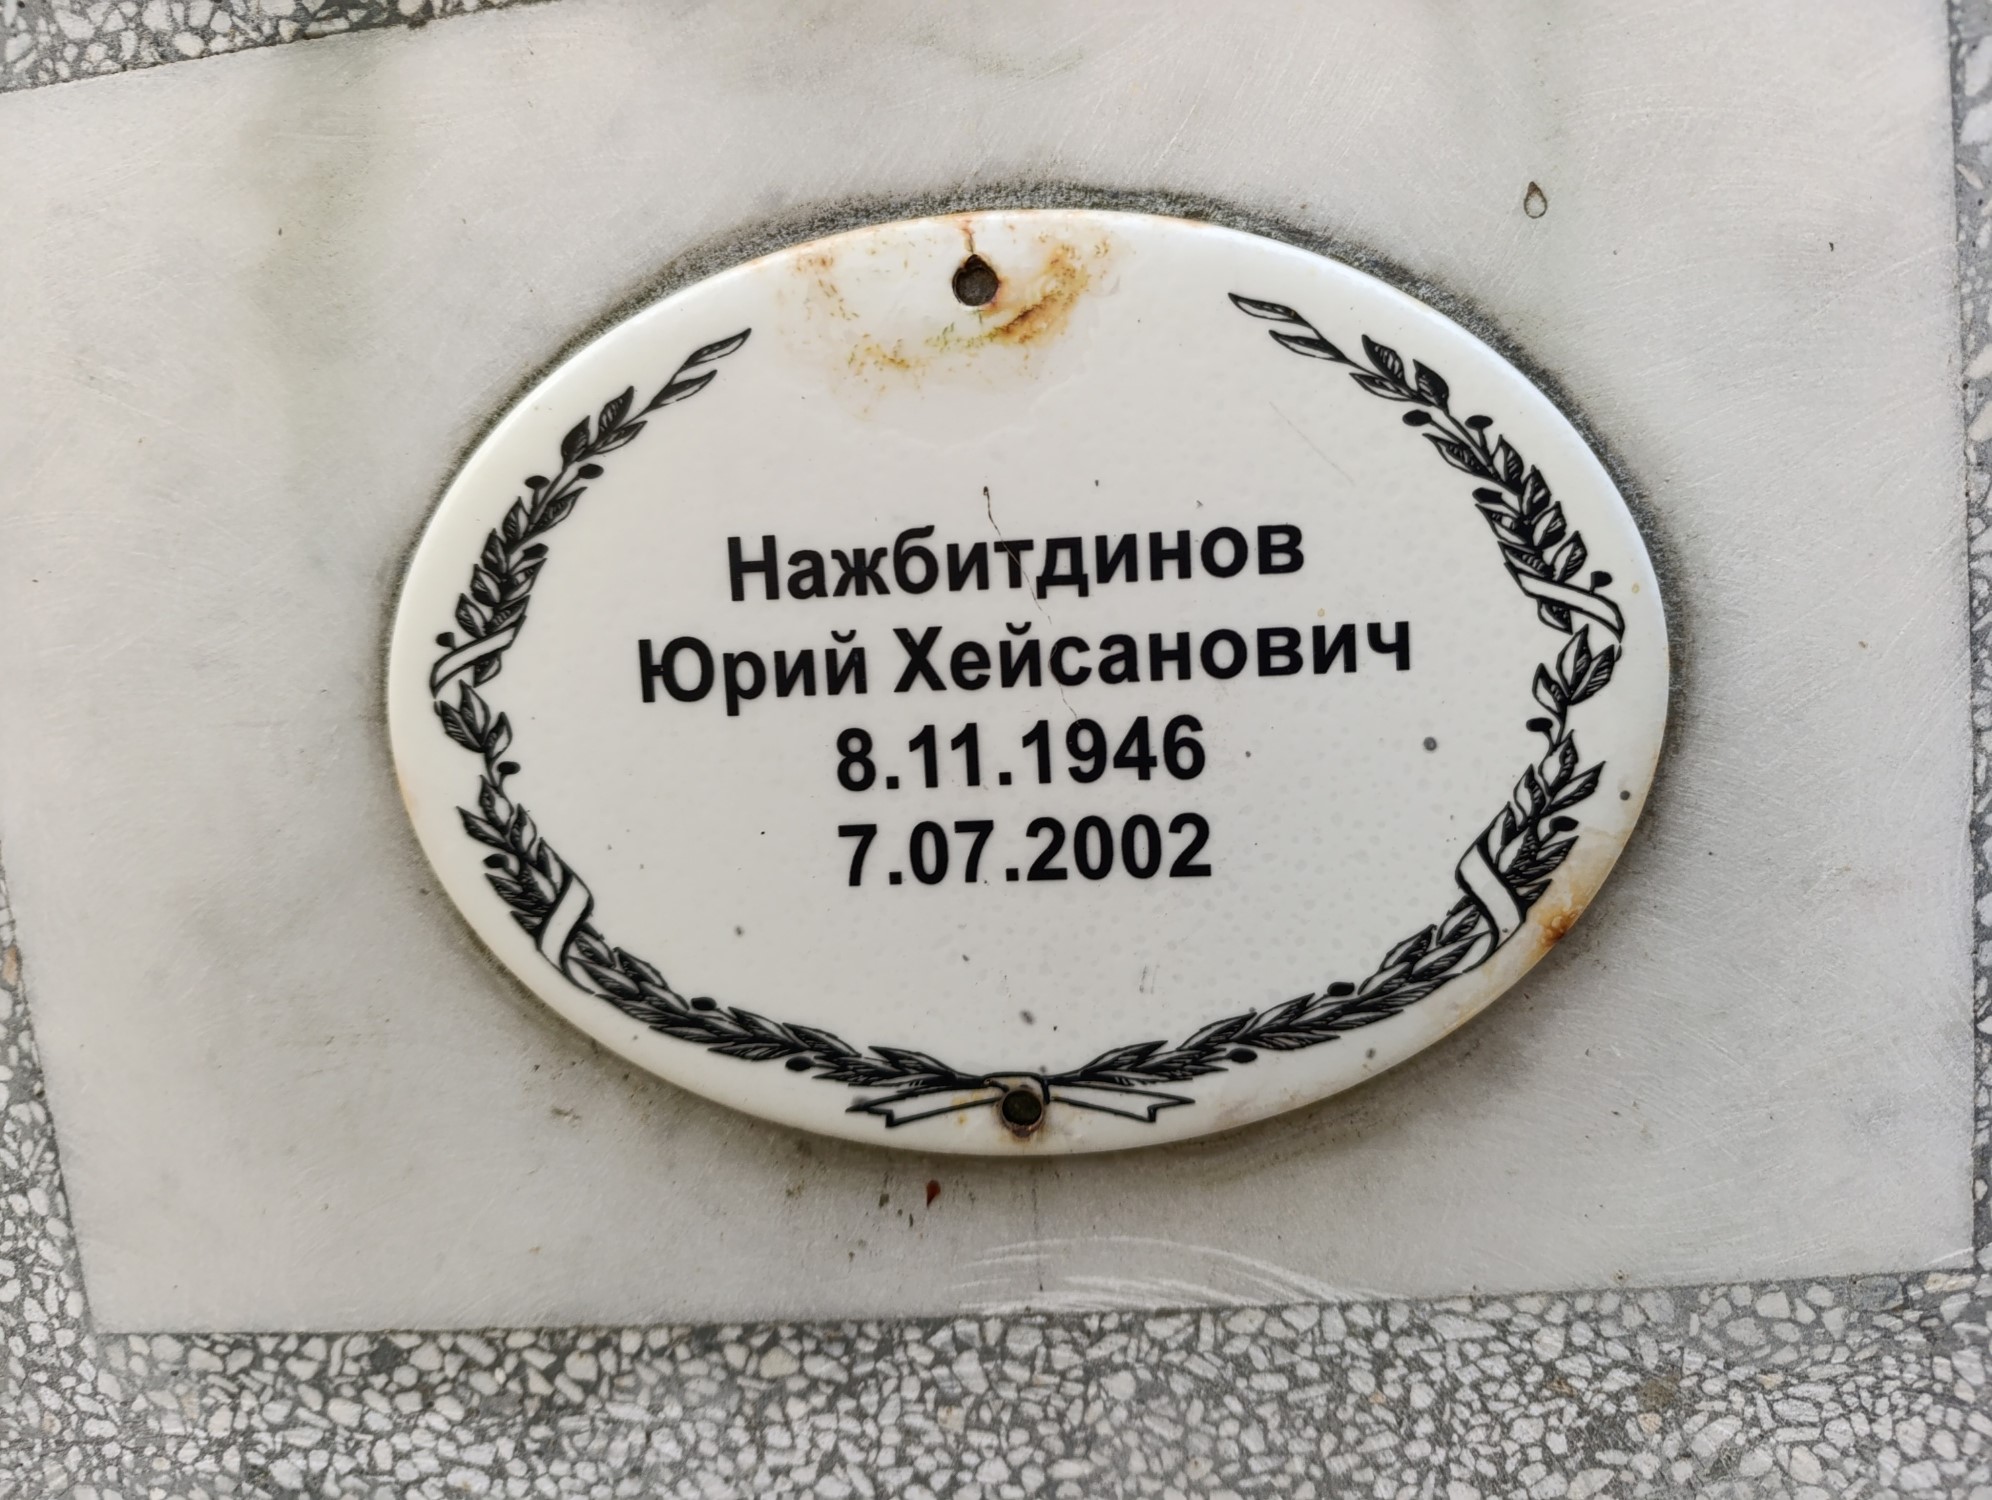 Нажбитдинов
Юрий Хейсанович
8.11.1946
7.07.2002